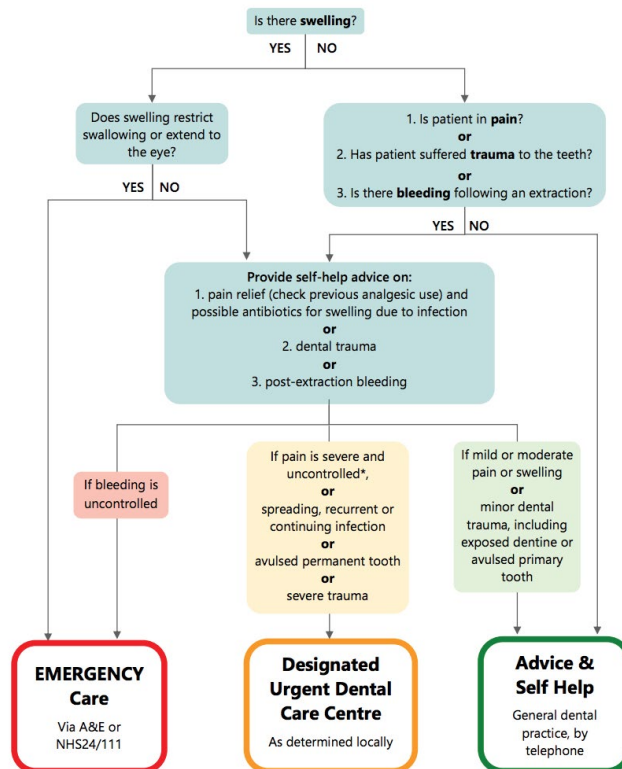 Is there swelling?
YES NO
Does swelling restrict
swallowing or extend to
the eye?
1. Is patient in pain?
or
2. Has patient suffered trauma to the teeth?
or
3. Is there bleeding following an extraction?
YES NO
YES NO
Provide self-help advice on:
1. pain relief (check previous analgesic use) and
possible antibiotics for swelling due to infection
or
2. dental trauma
or
3. post-extraction bleeding
If bleeding is
uncontrolled
If pain is severe and
uncontrolled*,
or
spreading, recurrent or
continuing infection
or
avulsed permanent tooth
or
severe trauma
If mild or moderate
pain or swelling
or
minor dental
trauma, including
exposed dentine or
avulsed primary
tooth
EMERGENCY
Care
Via A&E or
NHS24/111
Designated
Urgent Dental
Care Centre
As determined locally
Advice &
Self Help
General dental
practice, by
telephone